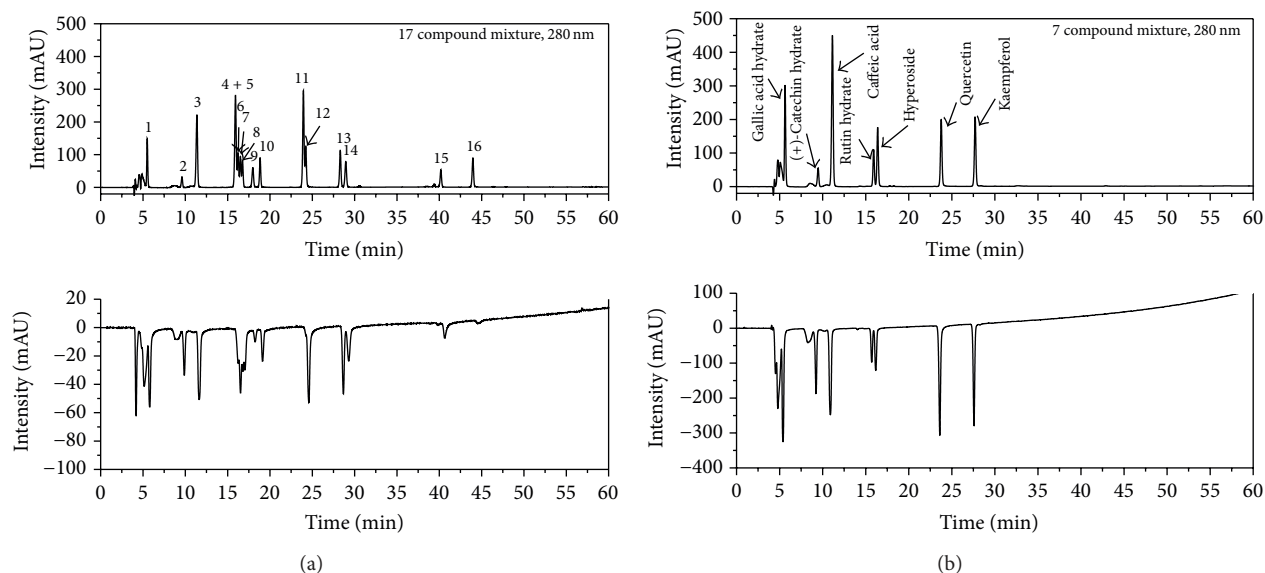 17 compound mixture, 280 nm
Intensity (mAU)
500
400
300
200
100
0
1
2
3
4 + 5
6
7
8
9
10
11
12
13
14
15
16
0 5 10 15 20 25 30 35 40 45 50 55 60
Time (min)
Intensity (mAU)
20
0
−20
−40
−60
−80
−100
0 5 10 15 20 25 30 35 40 45 50 55 60
Time (min)
(a)
7 compound mixture, 280 nm
Intensity (mAU)
500
400
300
200
100
0
Gallic acid hydrate
(+)-Catechin hydrate
Rutin hydrate
Caffeic acid
Hyperoside
Quercetin
Kaempferol
0 5 10 15 20 25 30 35 40 45 50 55 60
Time (min)
Intensity (mAU)
100
0
−100
−200
−300
−400
0 5 10 15 20 25 30 35 40 45 50 55 60
Time (min)
(b)